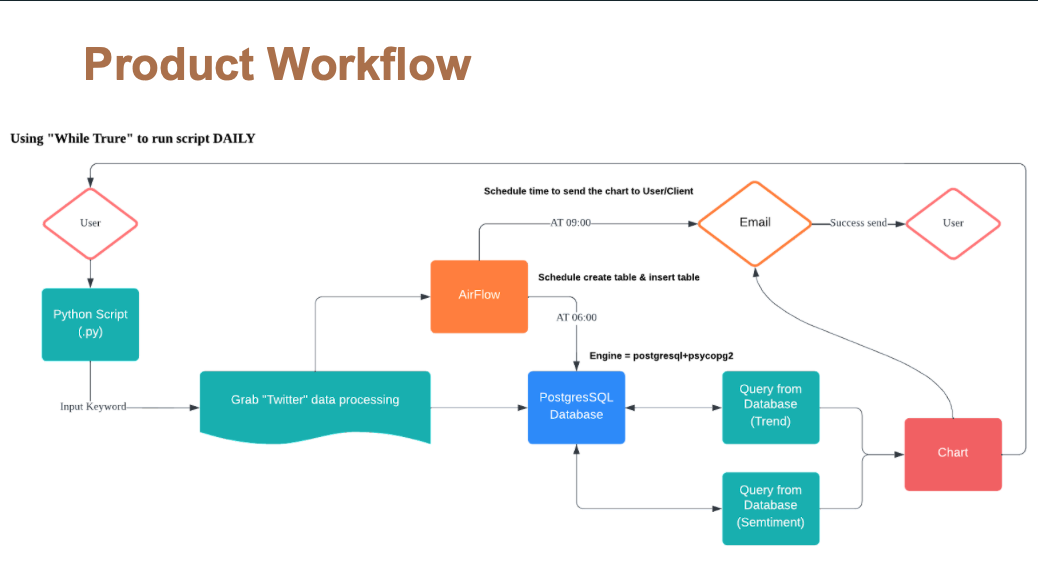 Product Workflow
Using "While Trure" to run script DAILY
Schedule time to send the chart to User/Client
User
AT 09:00
Email
Success send
User
Schedule create table & insert table
AirFlow
Python Script
(.py)
AT 06:00
Engine = postgresql+psycopg2
Input Keyword
Grab "Twitter" data processing
PostgresSQL
Database
Query from
Database
(Trend)
Chart
Query from
Database
(Semtiment)